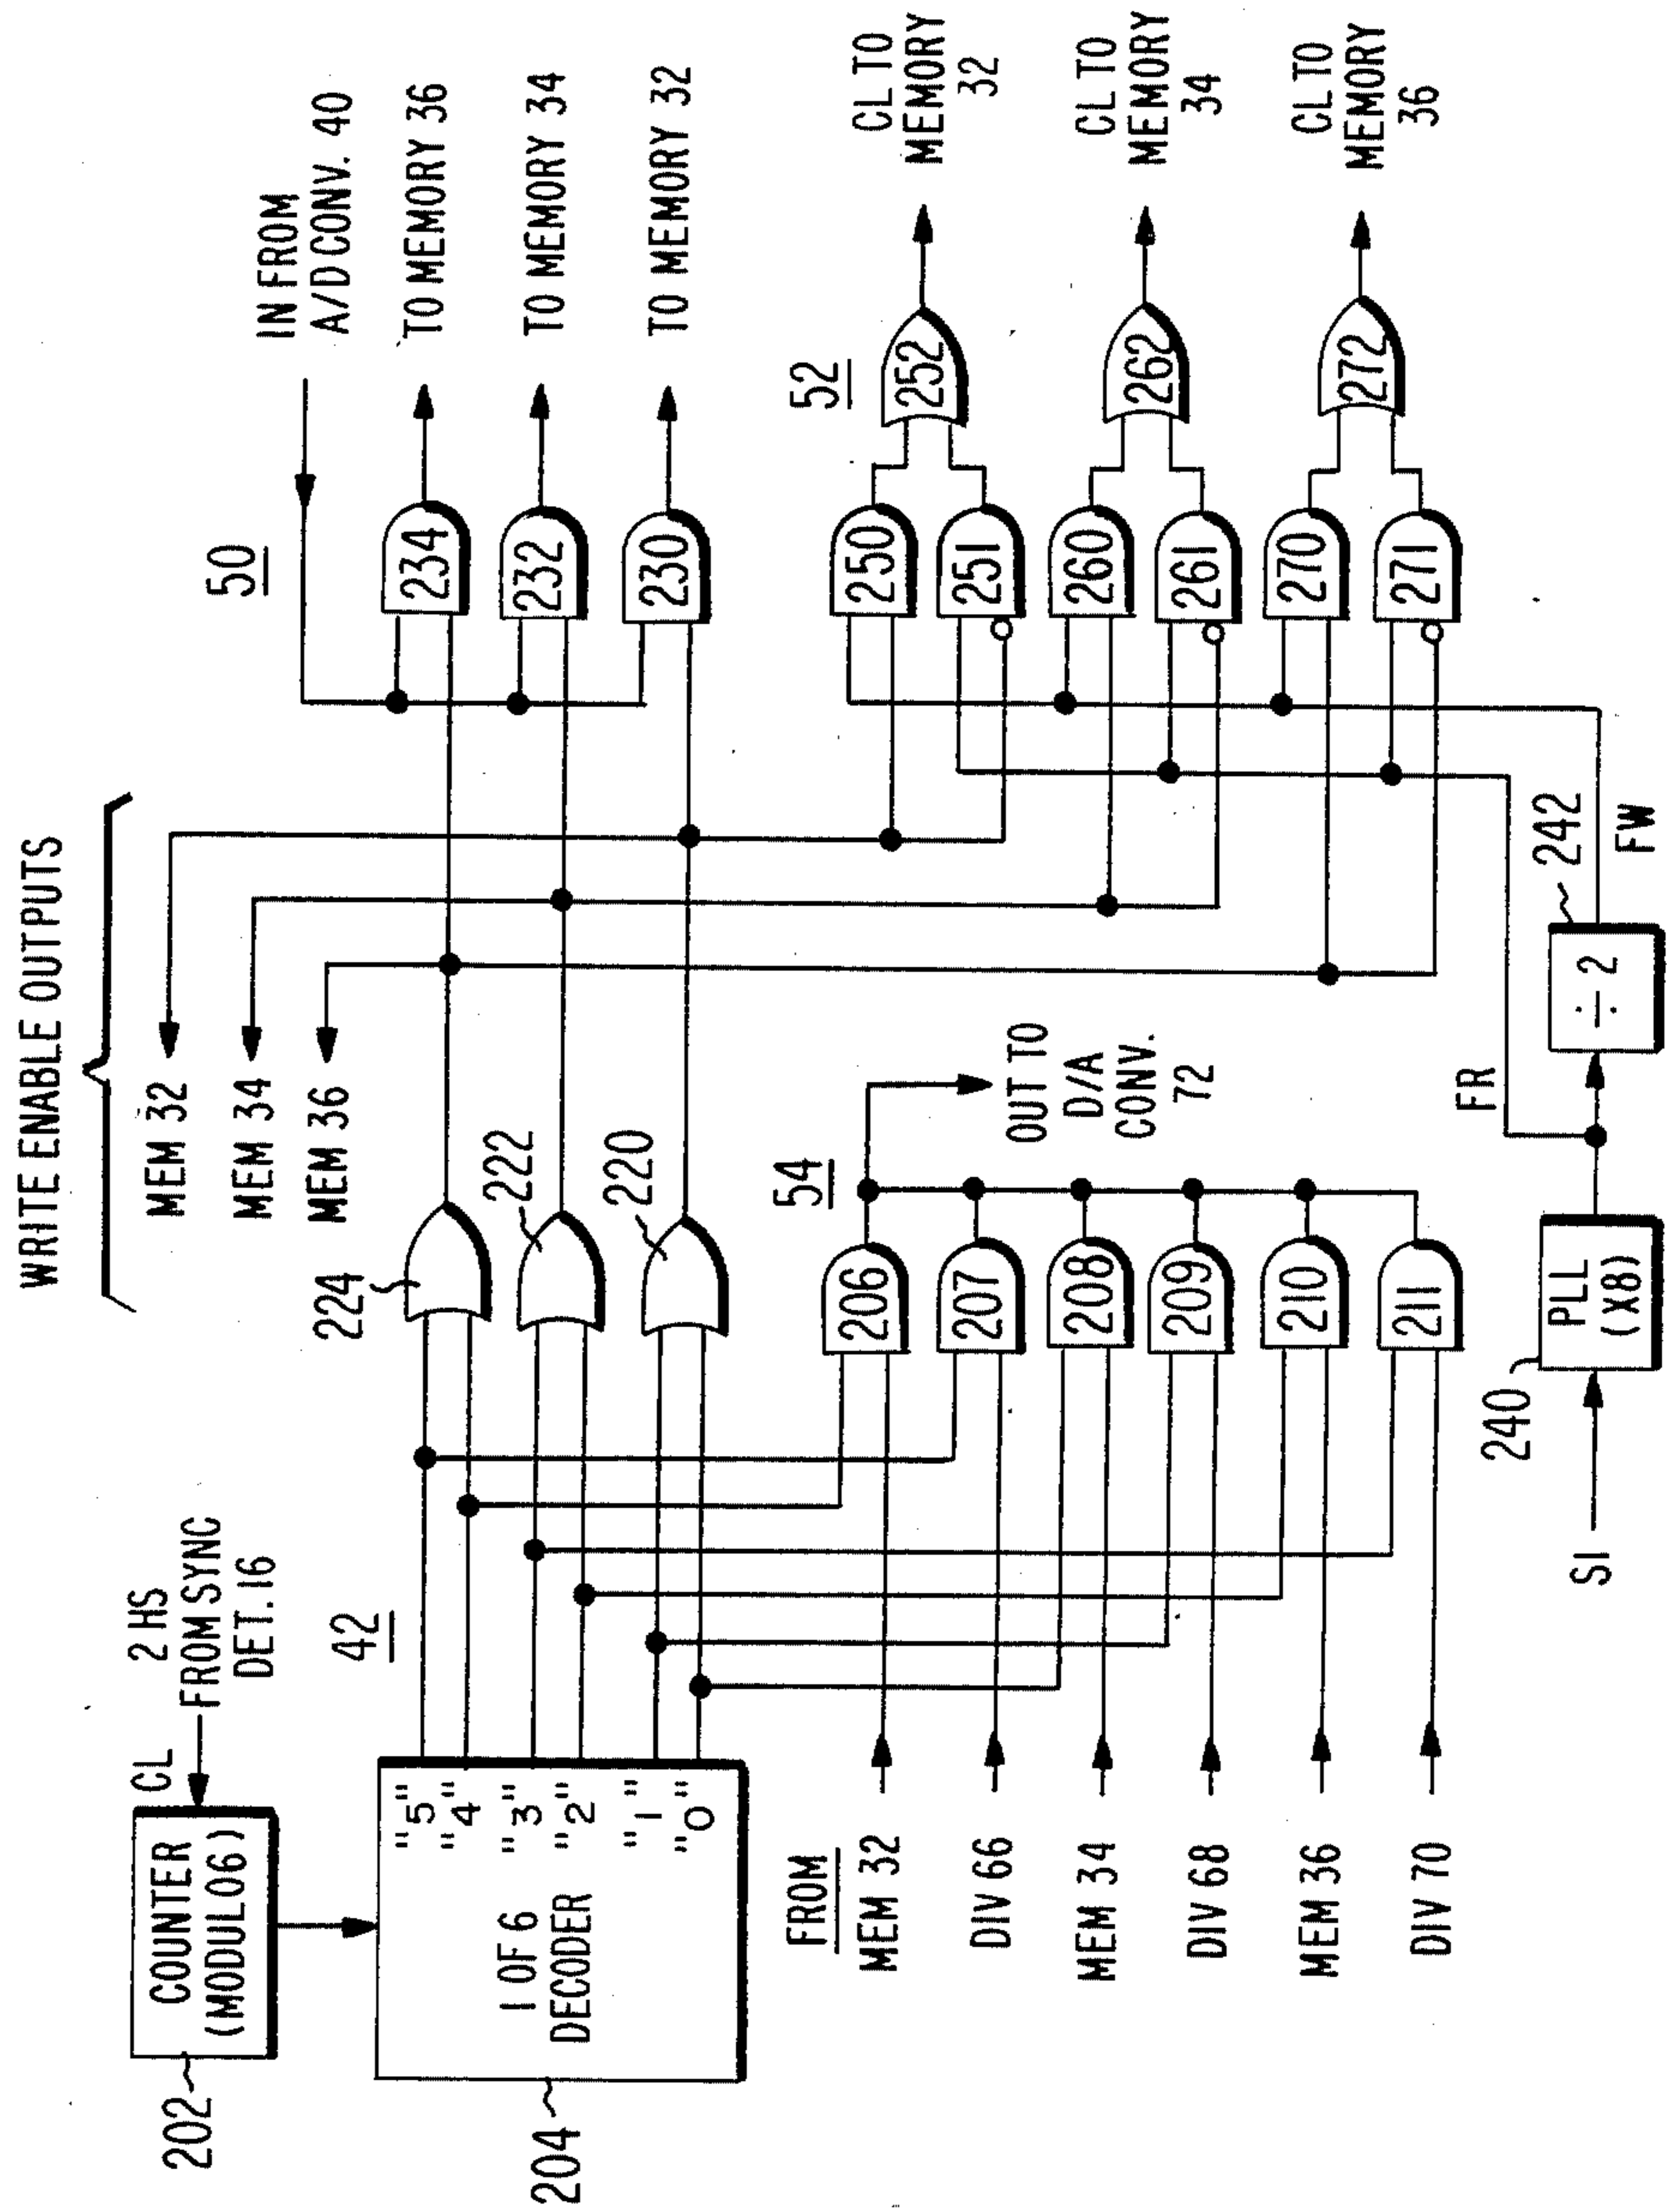 WRITE ENABLE OUTPUTS
MEM 32
MEM 34
MEM 36
50
IN FROM
A/D CONV. 40
TO MEMORY 36
TO MEMORY 34
TO MEMORY 32
234
232
230
224
222
220
202
COUNTER
(MODULO6)
CL
2 HS
FROM SYNC
DET. 16
42
204
1 OF 6
DECODER
"5"
"4"
"3"
"2"
"1"
"0"
FROM
MEM 32
DIV 66
MEM 34
DIV 68
MEM 36
DIV 70
54
206
207
208
209
210
211
OUT TO
D/A
CONV.
72
52
250
251
260
261
270
271
252
262
272
CL TO
MEMORY
32
CL TO
MEMORY
34
CL TO
MEMORY
36
SI
240
PLL
(X8)
FR
÷ 2
242
FW